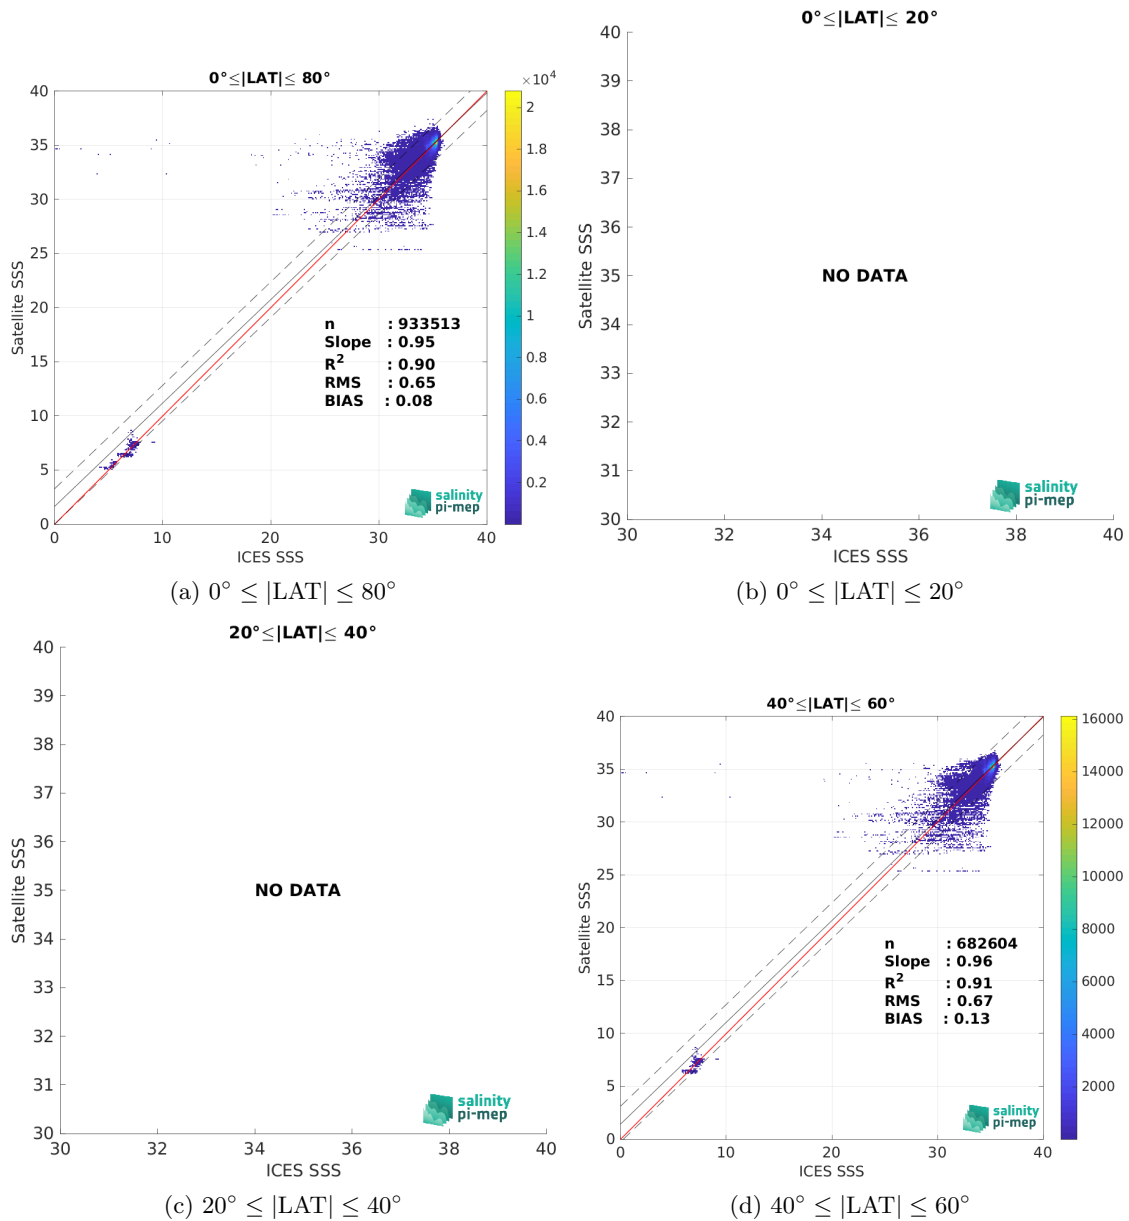 0°≤|LAT|≤ 80°
×10⁴
Satellite SSS
40
35
30
25
20
15
10
5
0
0
10
20
30
40
ICES SSS
2
1.8
1.6
1.4
1.2
1
0.8
0.6
0.4
0.2
n : 933513
Slope : 0.95
R² : 0.90
RMS : 0.65
BIAS : 0.08
salinity
pi-mep
(a) 0° ≤ |LAT| ≤ 80°
0°≤|LAT|≤ 20°
Satellite SSS
40
39
38
37
36
35
34
33
32
31
30
30
32
34
36
38
40
ICES SSS
NO DATA
salinity
pi-mep
(b) 0° ≤ |LAT| ≤ 20°
20°≤|LAT|≤ 40°
Satellite SSS
40
39
38
37
36
35
34
33
32
31
30
30
32
34
36
38
40
ICES SSS
NO DATA
salinity
pi-mep
(c) 20° ≤ |LAT| ≤ 40°
40°≤|LAT|≤ 60°
Satellite SSS
40
35
30
25
20
15
10
5
0
0
10
20
30
40
ICES SSS
16000
14000
12000
10000
8000
6000
4000
2000
n : 682604
Slope : 0.96
R² : 0.91
RMS : 0.67
BIAS : 0.13
salinity
pi-mep
(d) 40° ≤ |LAT| ≤ 60°